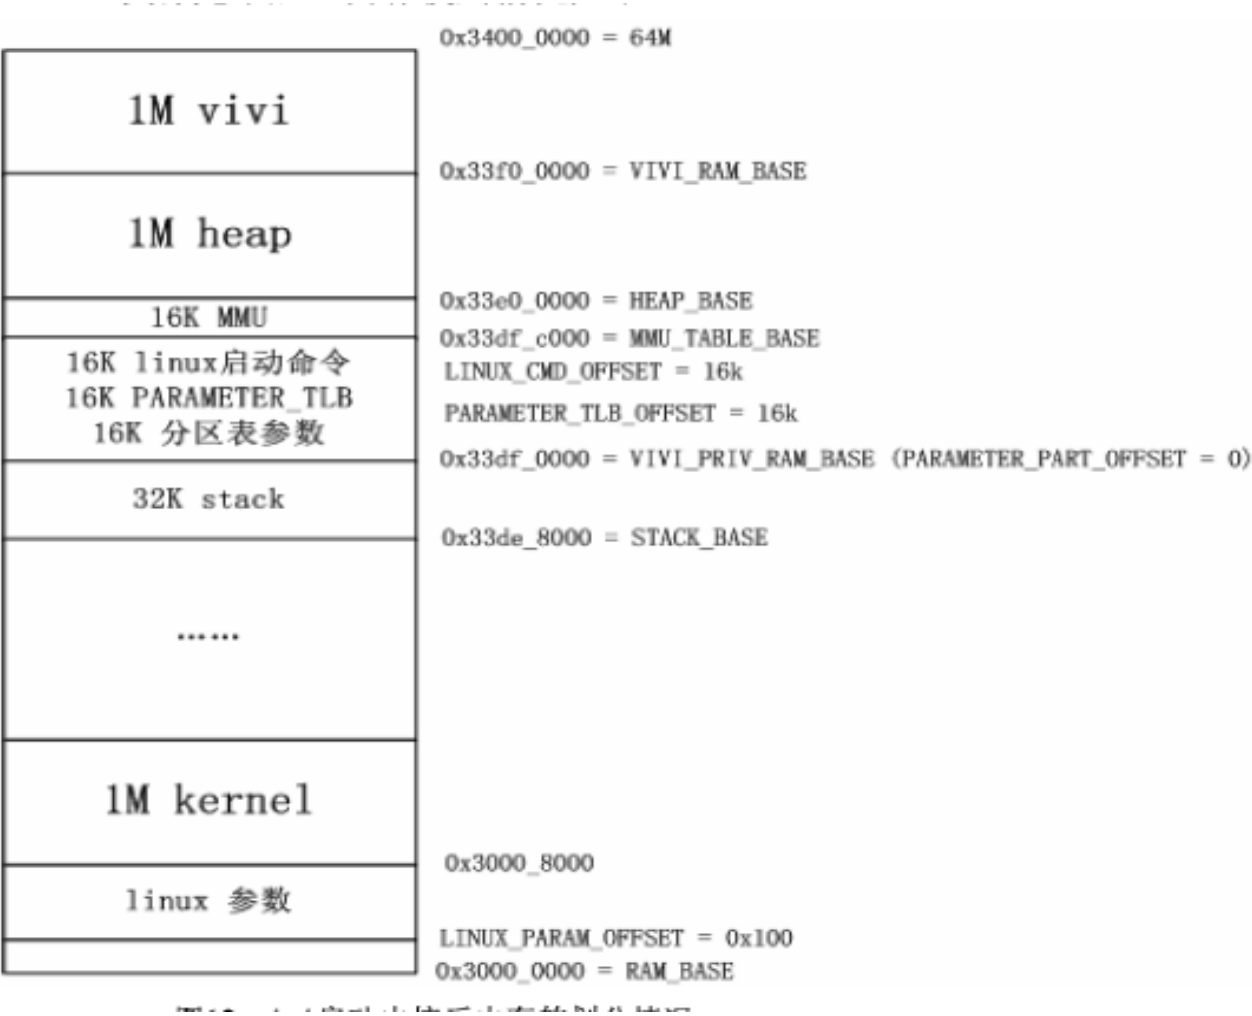 0x3400_0000 = 64M
1M vivi
0x33f0_0000 = VIVI_RAM_BASE
1M heap
0x33e0_0000 = HEAP_BASE
16K MMU
0x33df_c000 = MMU_TABLE_BASE
16K linux启动命令
LINUX_CMD_OFFSET = 16k
16K PARAMETER_TLB
PARAMETER_TLB_OFFSET = 16k
16K 分区表参数
0x33df_0000 = VIVI_PRIV_RAM_BASE (PARAMETER_PART_OFFSET = 0)
32K stack
0x33de_8000 = STACK_BASE
……
1M kernel
0x3000_8000
linux 参数
LINUX_PARAM_OFFSET = 0x100
0x3000_0000 = RAM_BASE